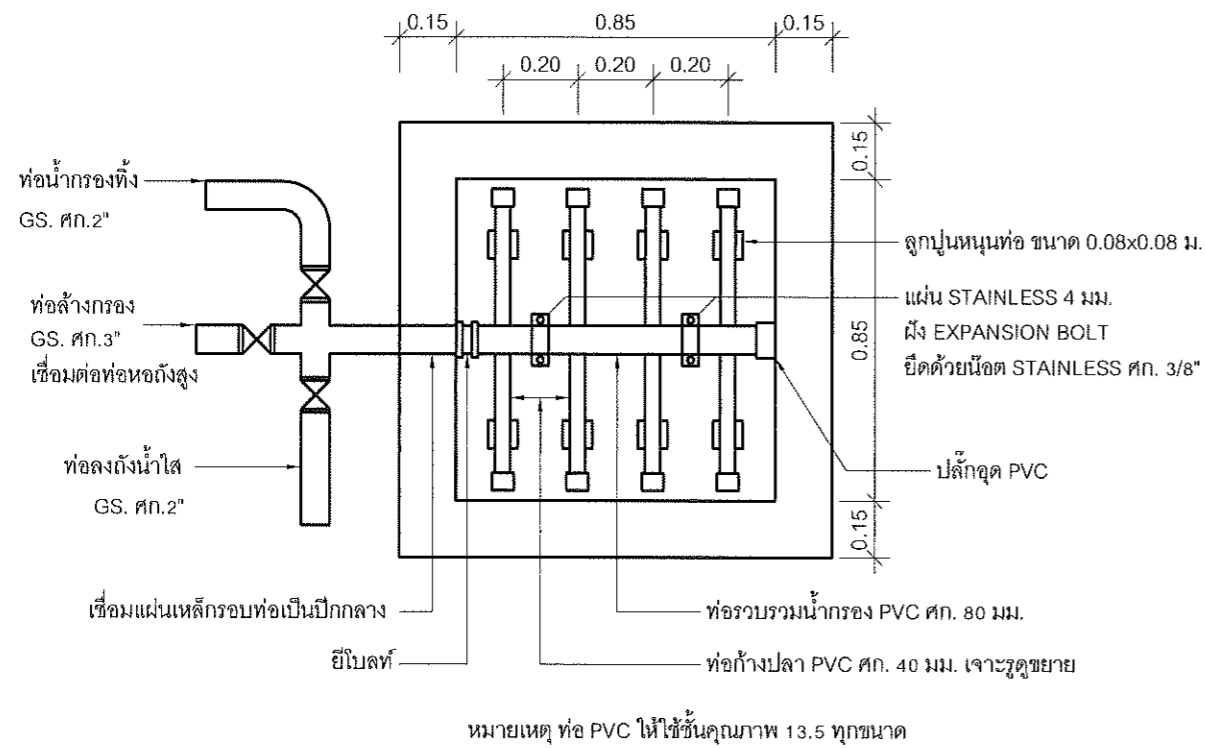 0.15
0.85
0.15
0.20
0.20
0.20
0.15
0.85
0.15
ท่อน้ำกรองทิ้ง
GS. ศก.2"
ท่อล้างกรอง
GS. ศก.3"
เชื่อมต่อท่อหอถังสูง
ท่อลงถังน้ำใส
GS. ศก.2"
ลูกปูนหนุนท่อ ขนาด 0.08x0.08 ม.
แผ่น STAINLESS 4 มม.
ฝัง EXPANSION BOLT
ยึดด้วยน๊อต STAINLESS ศก. 3/8"
ปลั๊กอุด PVC
เชื่อมแผ่นเหล็กรอบท่อเป็นปีกกลาง
ยีโบลท์
ท่อรวบรวมน้ำกรอง PVC ศก. 80 มม.
ท่อก้างปลา PVC ศก. 40 มม. เจาะรูดูขยาย
หมายเหตุ ท่อ PVC ให้ใช้ชั้นคุณภาพ 13.5 ทุกขนาด